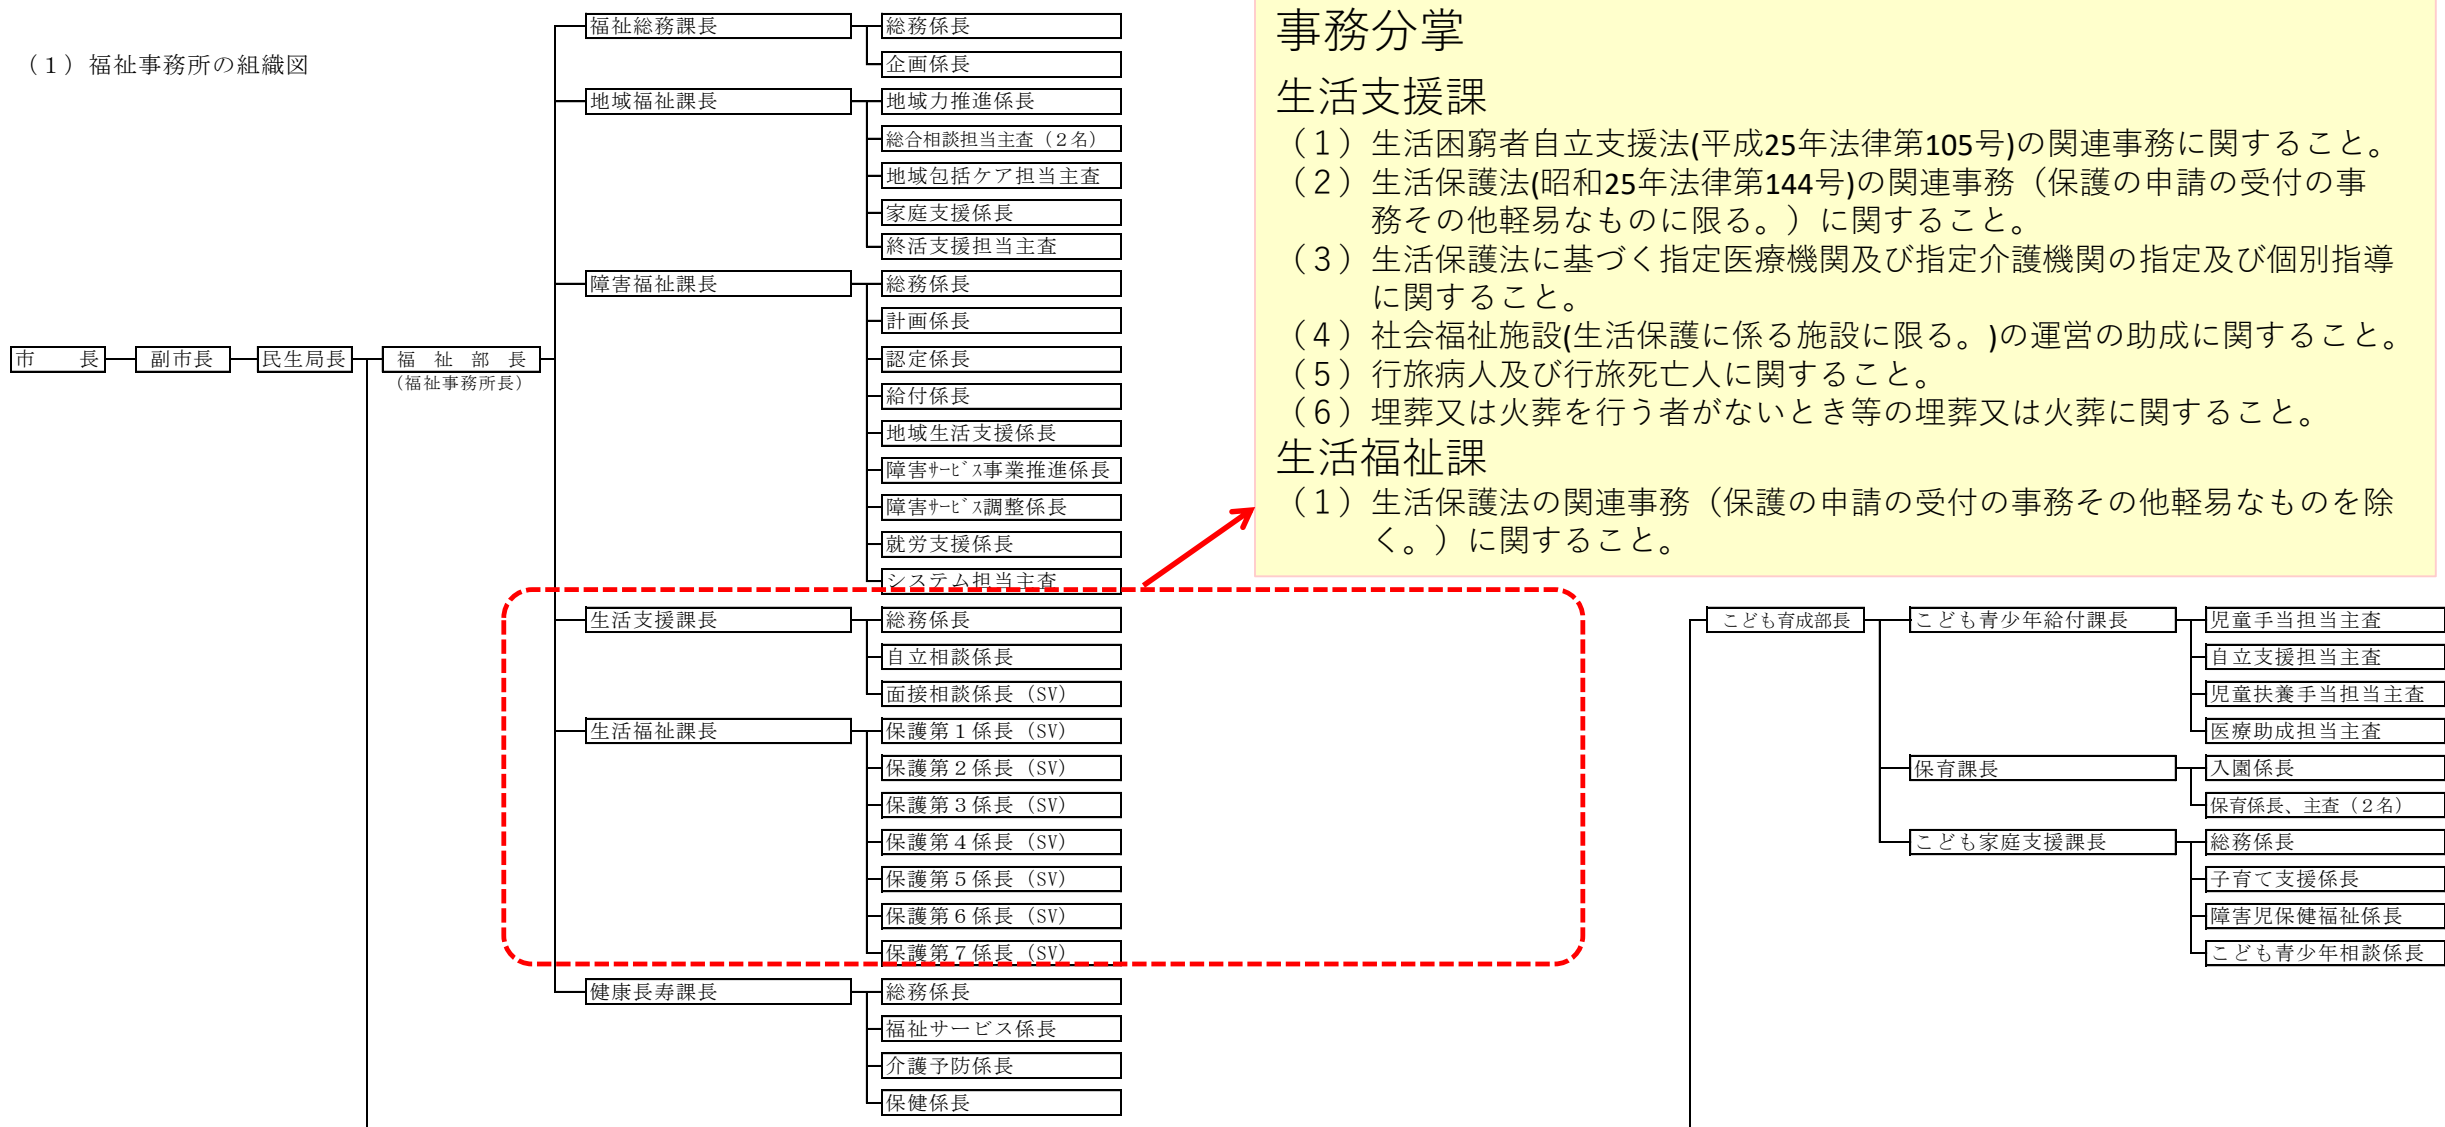 （１）福祉事務所の組織図
市　　長
副市長
民生局長
福　祉　部　長
（福祉事務所長）
福祉総務課長
総務係長
企画係長
地域福祉課長
地域力推進係長
総合相談担当主査（２名）
地域包括ケア担当主査
家庭支援係長
終活支援担当主査
障害福祉課長
総務係長
計画係長
認定係長
給付係長
地域生活支援係長
障害ｻｰﾋﾞｽ事業推進係長
障害ｻｰﾋﾞｽ調整係長
就労支援係長
システム担当主査
生活支援課長
総務係長
自立相談係長
面接相談係長（SV）
生活福祉課長
保護第１係長（SV）
保護第２係長（SV）
保護第３係長（SV）
保護第４係長（SV）
保護第５係長（SV）
保護第６係長（SV）
保護第７係長（SV）
健康長寿課長
総務係長
福祉サービス係長
介護予防係長
保健係長
事務分掌
生活支援課
（１）生活困窮者自立支援法(平成25年法律第105号)の関連事務に関すること。
（２）生活保護法(昭和25年法律第144号)の関連事務（保護の申請の受付の事
務その他軽易なものに限る。）に関すること。
（３）生活保護法に基づく指定医療機関及び指定介護機関の指定及び個別指導
に関すること。
（４）社会福祉施設(生活保護に係る施設に限る。)の運営の助成に関すること。
（５）行旅病人及び行旅死亡人に関すること。
（６）埋葬又は火葬を行う者がないとき等の埋葬又は火葬に関すること。
生活福祉課
（１）生活保護法の関連事務（保護の申請の受付の事務その他軽易なものを除
く。）に関すること。
こども育成部長
こども青少年給付課長
児童手当担当主査
自立支援担当主査
児童扶養手当担当主査
医療助成担当主査
保育課長
入園係長
保育係長、主査（２名）
こども家庭支援課長
総務係長
子育て支援係長
障害児保健福祉係長
こども青少年相談係長